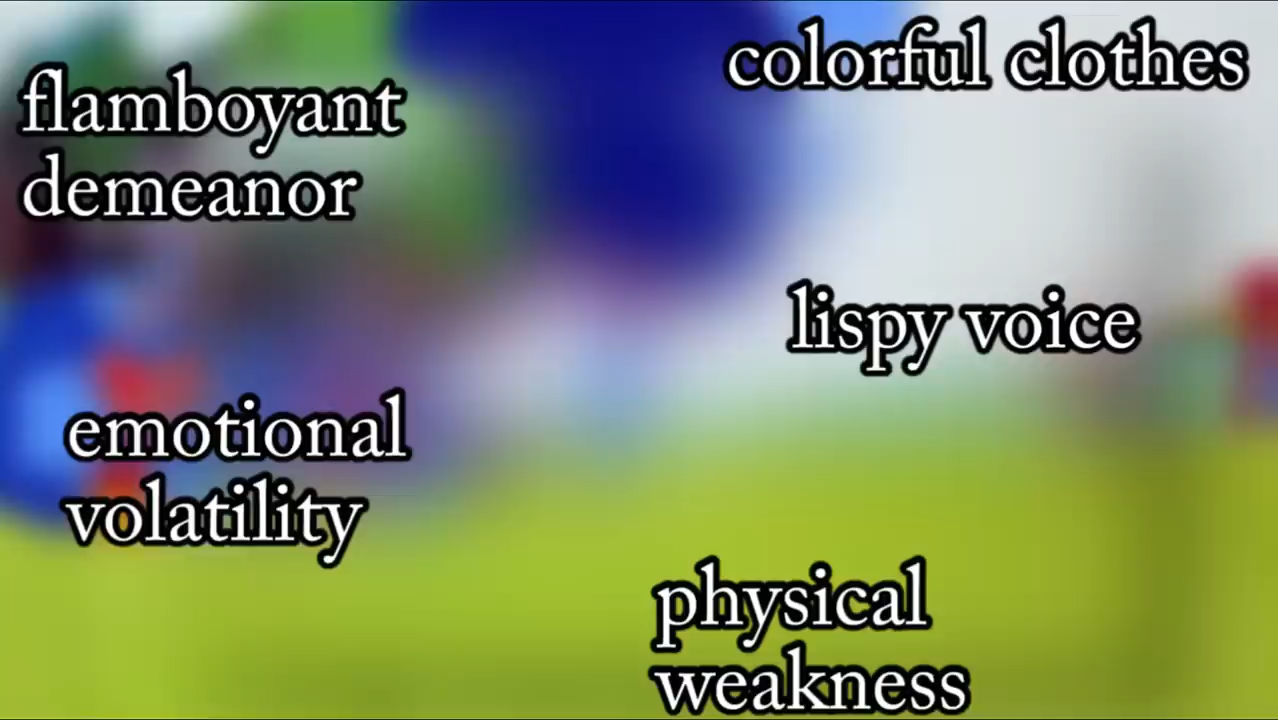 colorful clothes
flamboyant
demeanor
lispy voice
emotional
volatility
physical
weakness